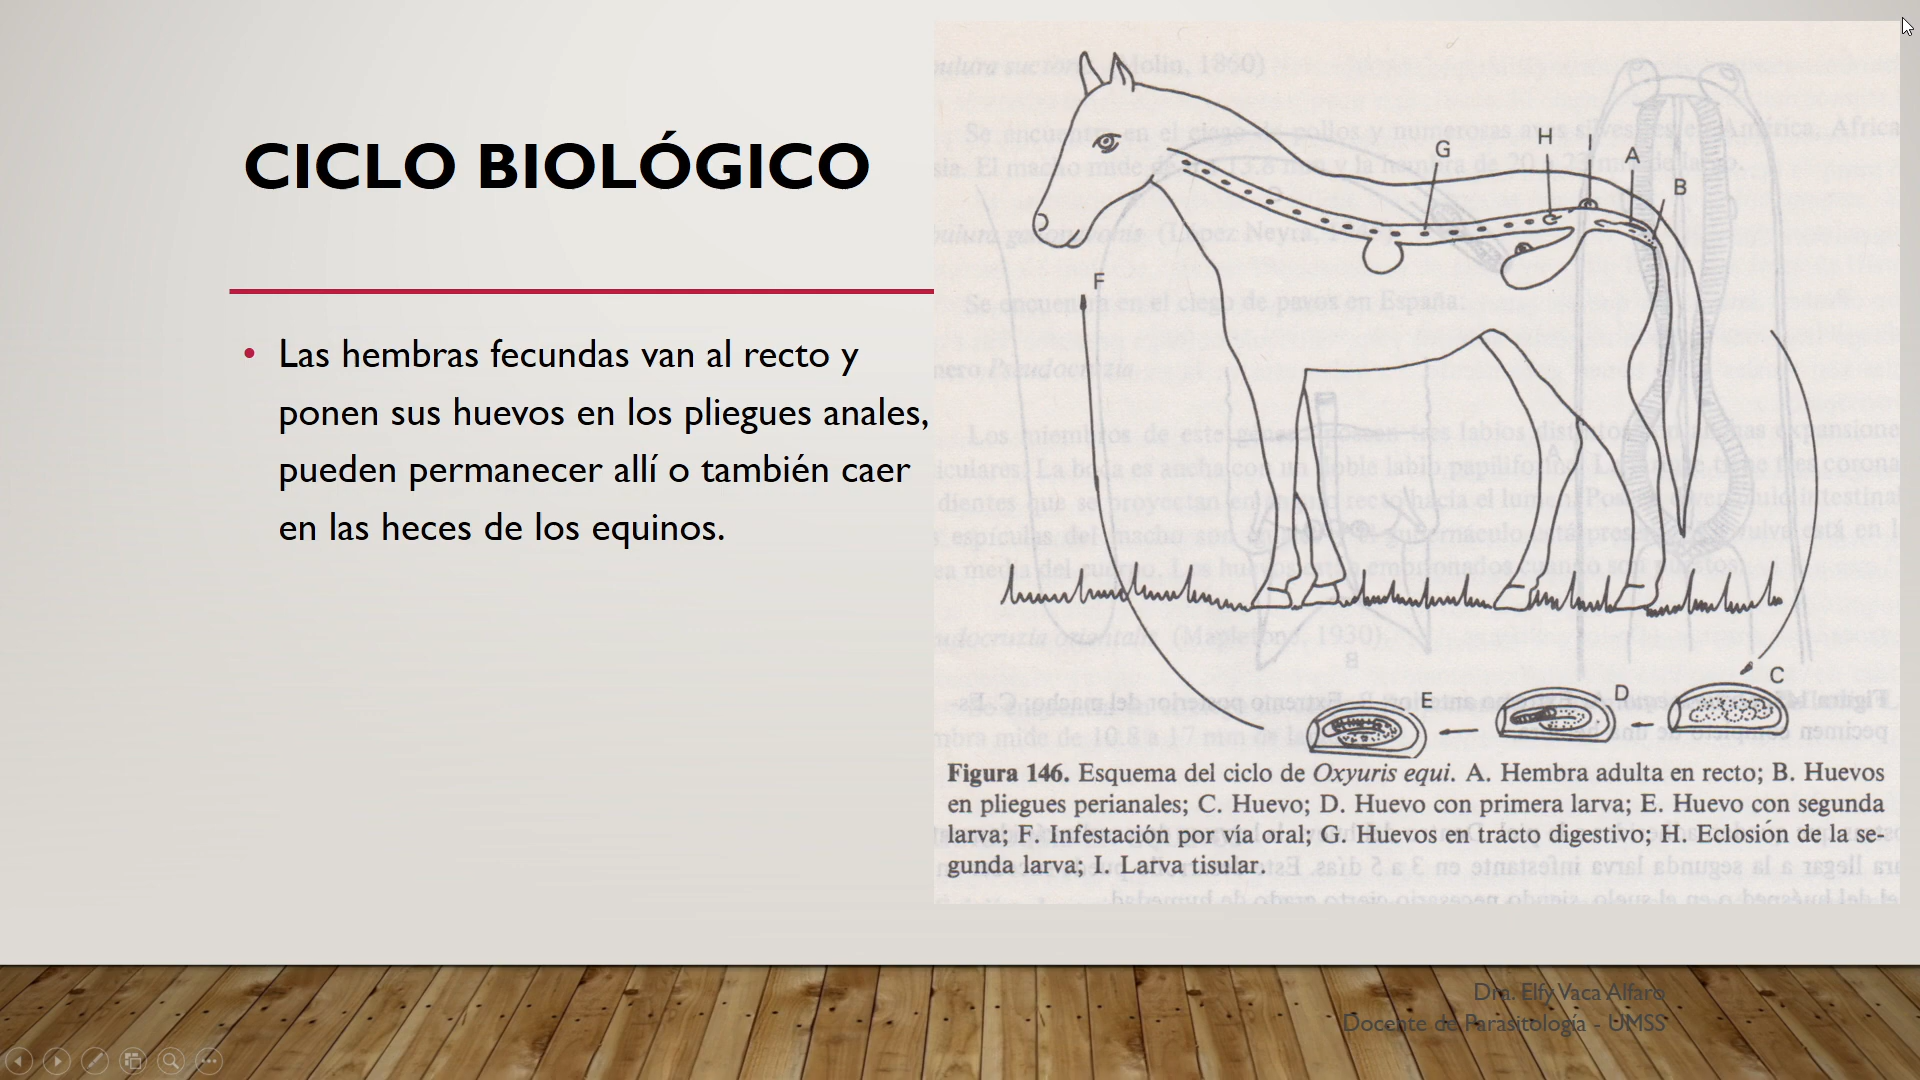 CICLO BIOLÓGICO
• Las hembras fecundas van al recto y
ponen sus huevos en los pliegues anales,
pueden permanecer allí o también caer
en las heces de los equinos.
G
H
I
A
B
F
C
D
E
Figura 146. Esquema del ciclo de Oxyuris equi. A. Hembra adulta en recto; B. Huevos
en pliegues perianales; C. Huevo; D. Huevo con primera larva; E. Huevo con segunda
larva; F. Infestación por vía oral; G. Huevos en tracto digestivo; H. Eclosión de la se-
gunda larva; I. Larva tisular.
Dra. Elfy Vaca Alfaro
Docente de Parasitología - UMSS